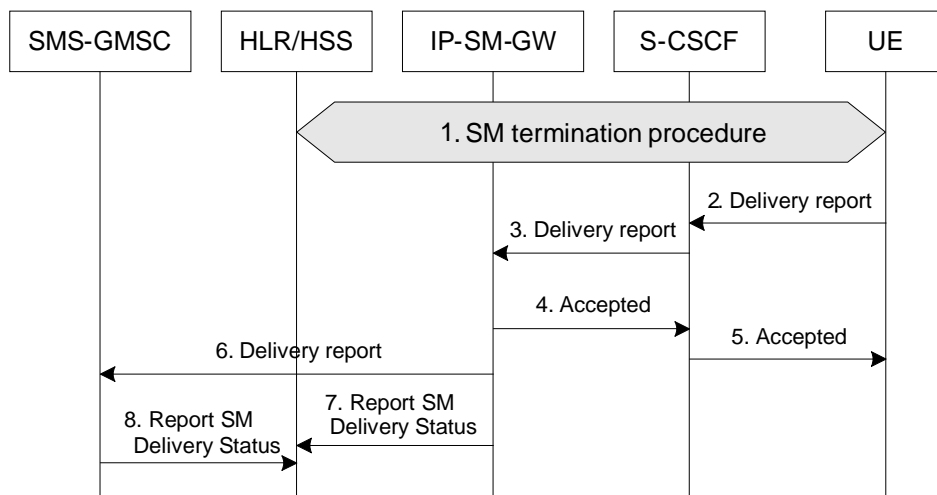 SMS-GMSC
HLR/HSS
IP-SM-GW
S-CSCF
UE
1. SM termination procedure
2. Delivery report
3. Delivery report
4. Accepted
5. Accepted
6. Delivery report
7. Report SM
Delivery Status
8. Report SM
Delivery Status